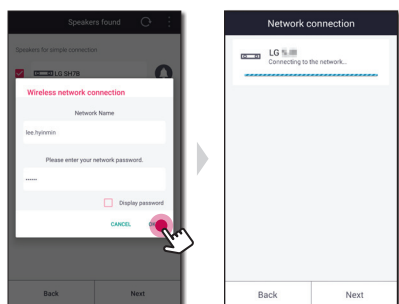 Speakers found
Speakers for simple connection
LG SH7B
Wireless network connection
Network Name
lee,hyinmin
Please enter your network password.
••••••
Display password
CANCEL
Back
Next
Network connection
LG
Connecting to the network...
Back
Next